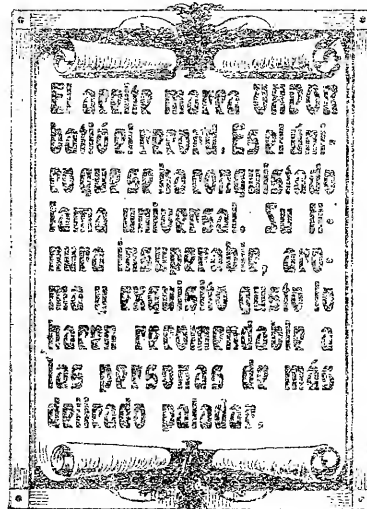 El aceite marca
batió el record. Es el úni-
co que se ha conquistado
fama universal. Su fi-
nura insuperable, aro-
ma y exquisito gusto lo
hacen recomendable a
las personas de más
delicado paladar.